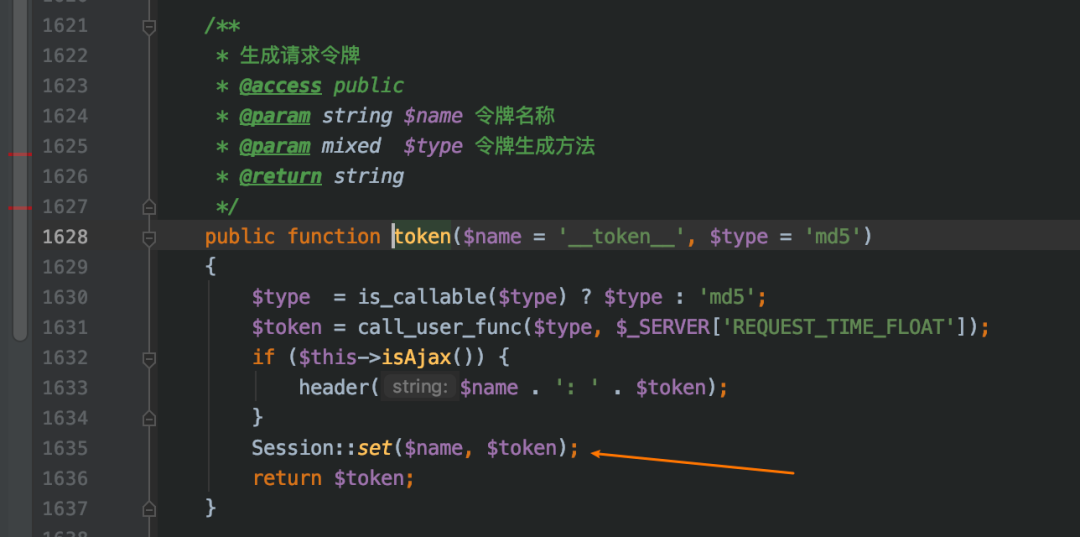 1621 /**
1622 * 生成请求令牌
1623 * @access public
1624 * @param string $name 令牌名称
1625 * @param mixed  $type 令牌生成方法
1626 * @return string
1627 */
1628 public function token($name = '__token__', $type = 'md5')
1629 {
1630 $type  = is_callable($type) ? $type : 'md5';
1631 $token = call_user_func($type, $_SERVER['REQUEST_TIME_FLOAT']);
1632 if ($this->isAjax()) {
1633 header( string: $name . ': ' . $token);
1634 }
1635 Session::set($name, $token);
1636 return $token;
1637 }